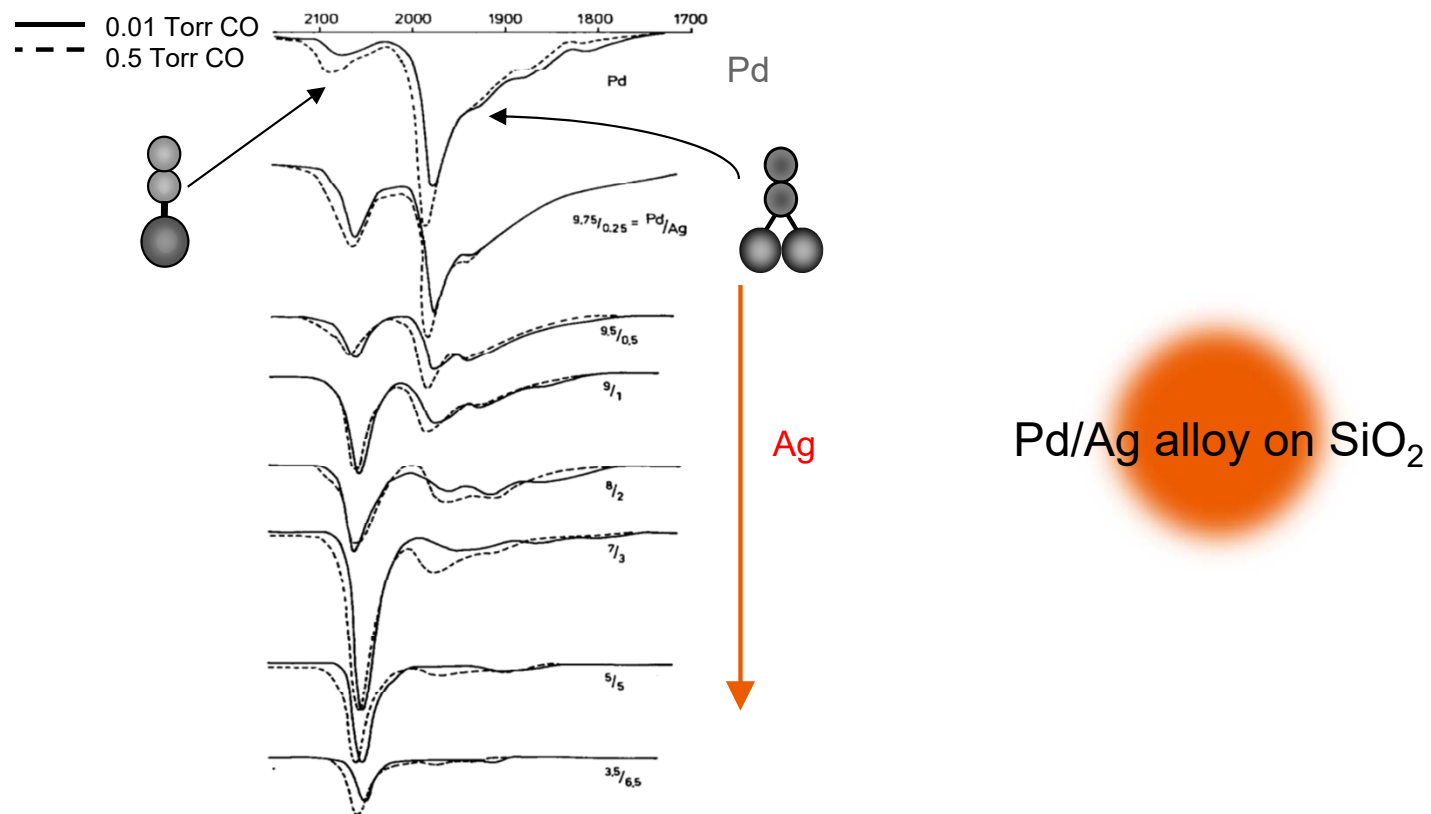 0.01 Torr CO
0.5 Torr CO
2100 2000 1900 1800 1700
Pd
Pd
9.75/0.25 = Pd/Ag
9,5/0,5
9/1
Ag
Pd/Ag alloy on SiO₂
8/2
7/3
5/5
3,5/6,5